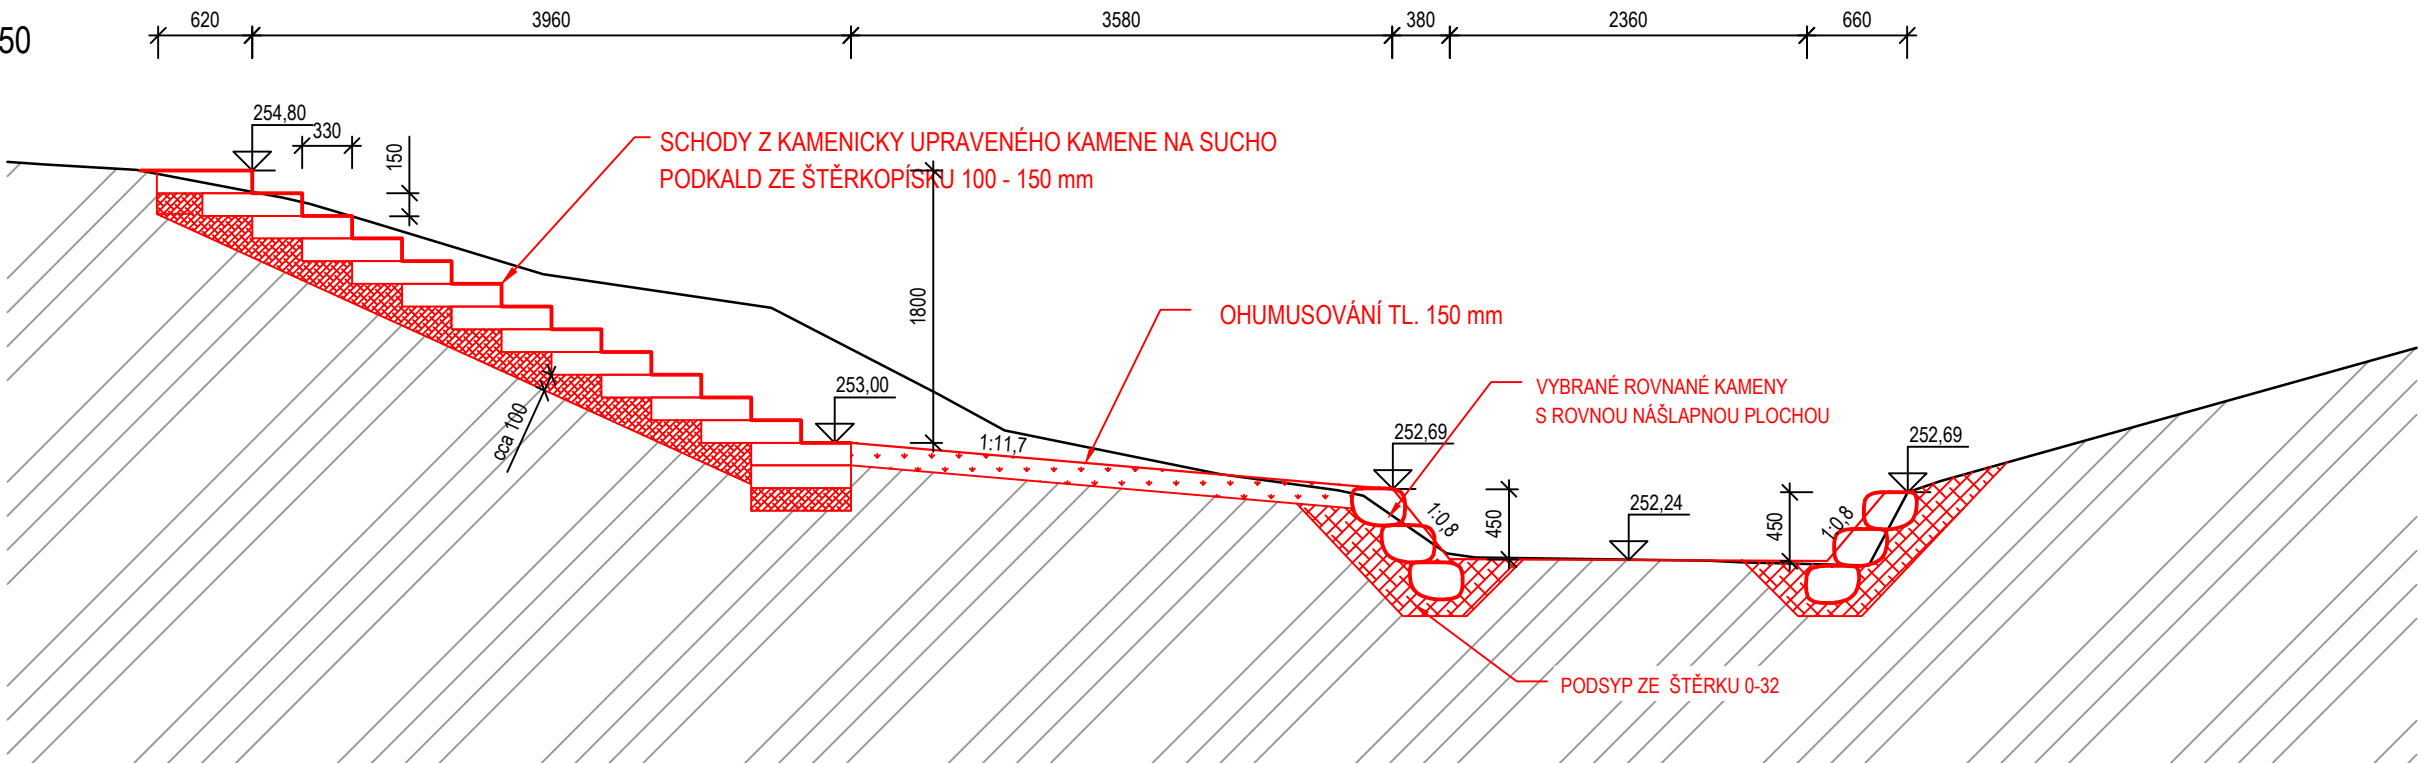 620 3960 3580 380 2360 660
50
254,80
330
150
SCHODY Z KAMENICKY UPRAVENÉHO KAMENE NA SUCHO
PODKALD ZE ŠTĚRKOPÍSKU 100 - 150 mm
1800
OHUMUSOVÁNÍ TL. 150 mm
253,00
VYBRANÉ ROVNANÉ KAMENY
S ROVNOU NÁŠLAPNOU PLOCHOU
cca 100
1:11,7
252,69
252,69
1:0,8
450
252,24
450
1:0,8
PODSYP ZE ŠTĚRKU 0-32